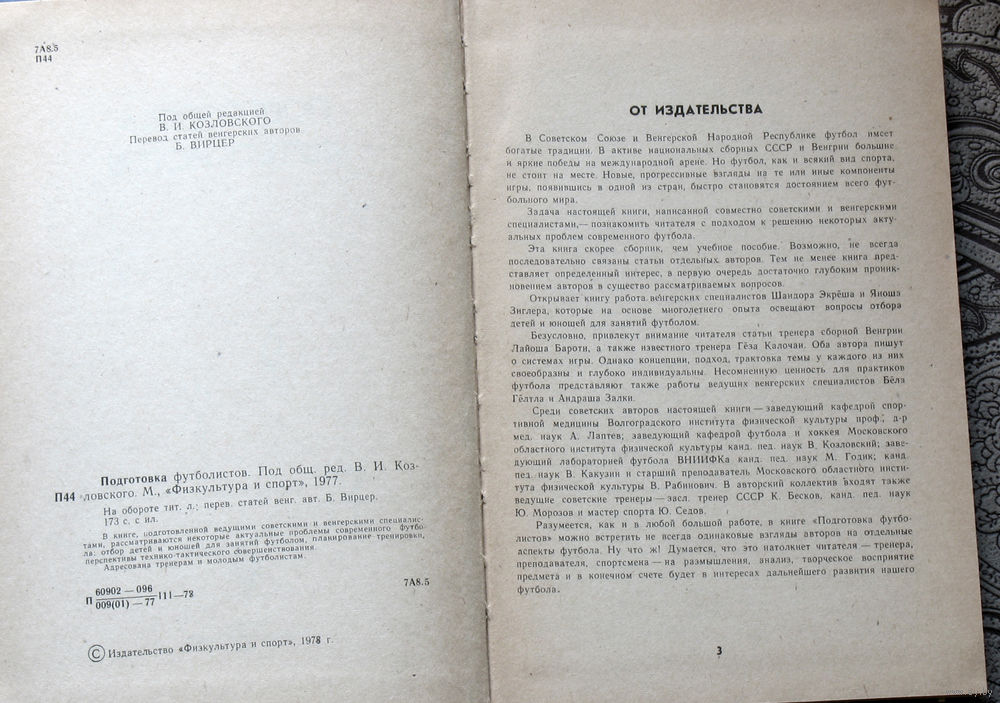 7А8.5
П44
Под общей редакцией
В. И. КОЗЛОВСКОГО
Перевод статей венгерских авторов
Б. ВИРЦЕР
Подготовка футболистов. Под общ. ред. В. И. Коз-
П44 ловского. М., «Физкультура и спорт», 1977.
На обороте тит. л.: перев. статей венг. авт. Б. Вирцер.
173 с. с ил.
В книге, подготовленной ведущими советскими и венгерскими специалис-
тами, рассматриваются некоторые актуальные проблемы современного футбо-
ла: отбор детей и юношей для занятий футболом, планирование тренировки,
перспективы технико-тактического совершенствования.
Адресована тренерам и молодым футболистам.
60902 — 096
П 009(01) — 77 111—78
7А8.5
© Издательство «Физкультура и спорт», 1978 г.
ОТ ИЗДАТЕЛЬСТВА
В Советском Союзе и Венгерской Народной Республике футбол имеет
богатые традиции. В активе национальных сборных СССР и Венгрии большие
и яркие победы на международной арене. Но футбол, как и всякий вид спорта,
не стоит на месте. Новые, прогрессивные взгляды на те или иные компоненты
игры, появившись в одной из стран, быстро становятся достоянием всего фут-
больного мира.
Задача настоящей книги, написанной совместно советскими и венгерскими
специалистами,— познакомить читателя с подходом к решению некоторых акту-
альных проблем современного футбола.
Эта книга скорее сборник, чем учебное пособие. Возможно, не всегда
последовательно связаны статьи отдельных авторов. Тем не менее книга пред-
ставляет определенный интерес, в первую очередь достаточно глубоким проник-
новением авторов в существо рассматриваемых вопросов.
Открывает книгу работа венгерских специалистов Шандора Экрёша и Яноша
Зиглера, которые на основе многолетнего опыта освещают вопросы отбора
детей и юношей для занятий футболом.
Безусловно, привлекут внимание читателя статьи тренера сборной Венгрии
Лайоша Бароти, а также известного тренера Гёза Калочаи. Оба автора пишут
о системах игры. Однако концепции, подход, трактовка темы у каждого из них
своеобразны и глубоко индивидуальны. Несомненную ценность для практиков
футбола представляют также работы ведущих венгерских специалистов Бёла
Гёлтла и Андраша Залки.
Среди советских авторов настоящей книги — заведующий кафедрой спор-
тивной медицины Волгоградского института физической культуры проф., д-р
мед. наук А. Лаптев; заведующий кафедрой футбола и хоккея Московского
областного института физической культуры канд. пед. наук В. Козловский; заве-
дующий лабораторией футбола ВНИИФКа канд. пед. наук М. Годик; канд.
пед. наук В. Какузин и старший преподаватель Московского областного инсти-
тута физической культуры В. Рабинович. В авторский коллектив входят также
ведущие советские тренеры — засл. тренер СССР К. Бесков, канд. пед. наук
Ю. Морозов и мастер спорта Ю. Седов.
Разумеется, как и в любой большой работе, в книге «Подготовка футбо-
листов» можно встретить не всегда одинаковые взгляды авторов на отдельные
аспекты футбола. Ну что ж! Думается, что это натолкнет читателя — тренера,
преподавателя, спортсмена — на размышления, анализ, творческое восприятие
предмета и в конечном счете будет в интересах дальнейшего развития нашего
футбола.
3